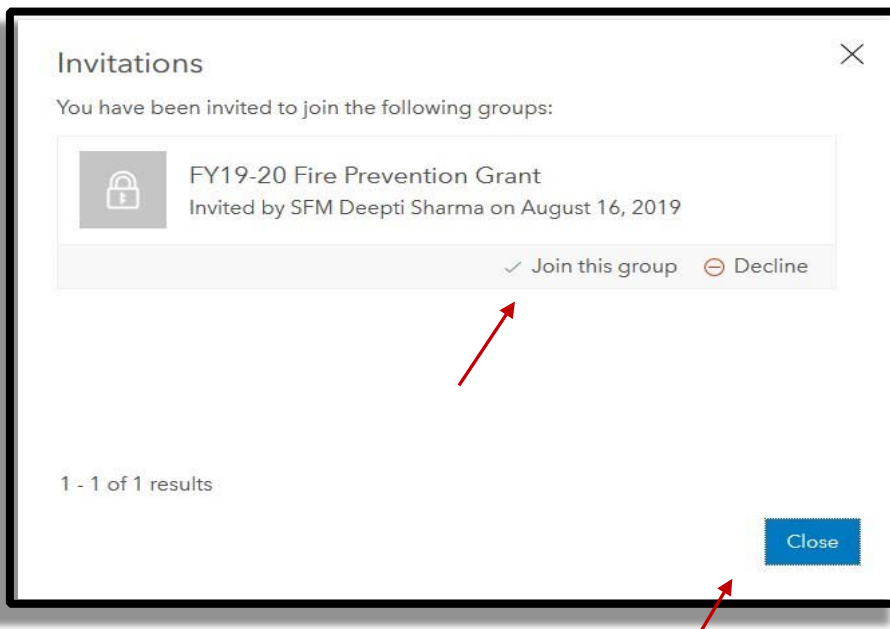 Invitations
You have been invited to join the following groups:
FY19-20 Fire Prevention Grant
Invited by SFM Deepti Sharma on August 16, 2019
Join this group Decline
1 - 1 of 1 results
Close